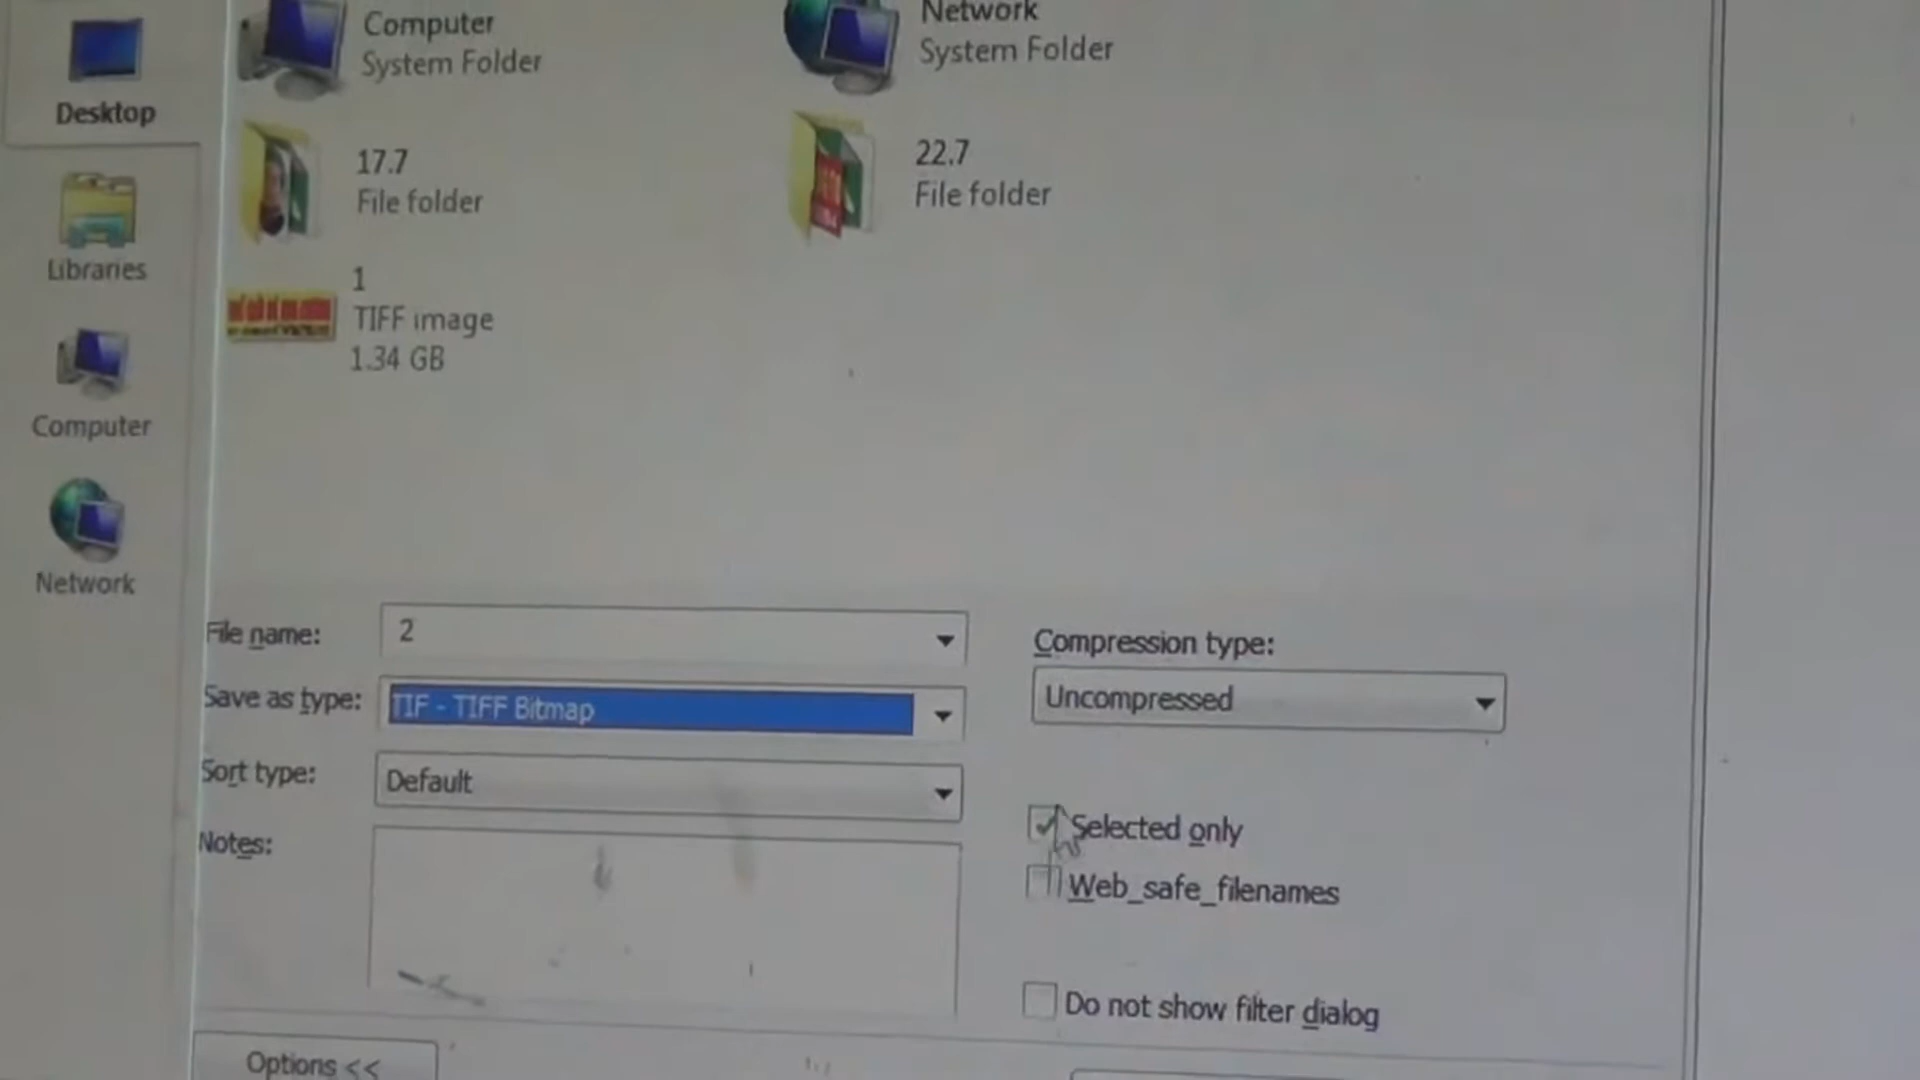 Computer
System Folder
Network
System Folder
Desktop
17.7
File folder
22.7
File folder
Libraries
1
TIFF image
1.34 GB
Computer
Network
File name:
2
Compression type:
Save as type:
TIF - TIFF Bitmap
Uncompressed
Sort type:
Default
Notes:
Selected only
Web_safe_filenames
Do not show filter dialog
Options <<